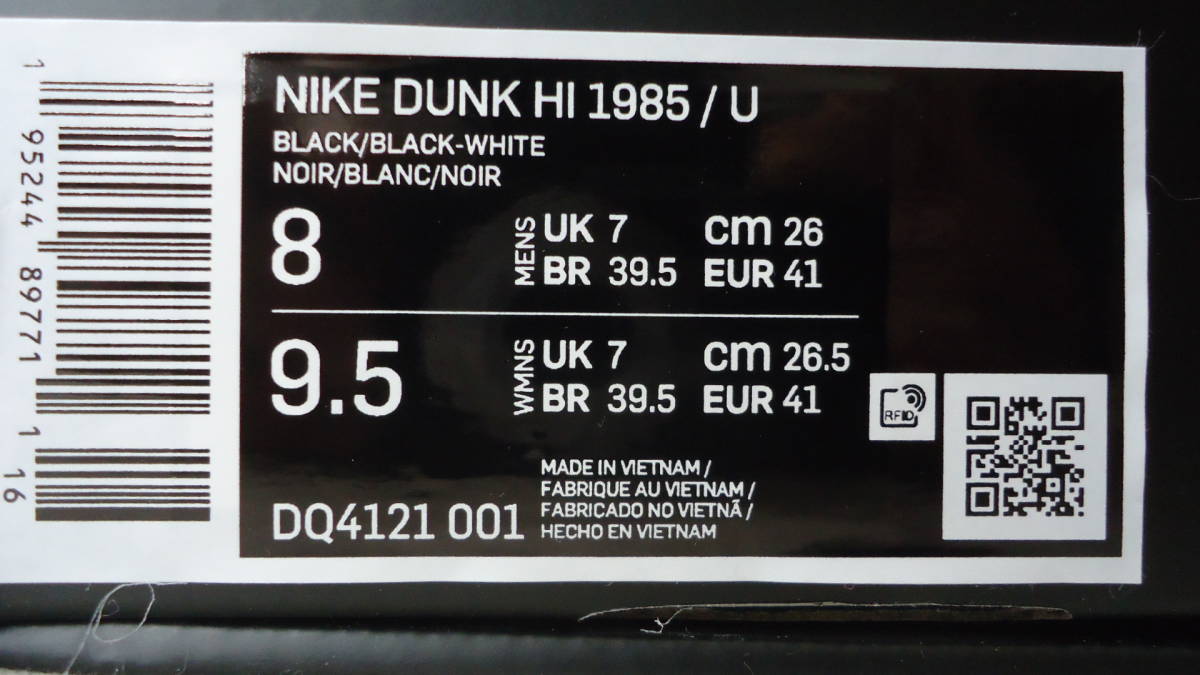 NIKE DUNK HI 1985 / U
BLACK/BLACK-WHITE
NOIR/BLANC/NOIR
8
MENS
UK 7 cm 26
BR 39.5 EUR 41
9.5
WMNS
UK 7 cm 26.5
BR 39.5 EUR 41
DQ4121 001
MADE IN VIETNAM /
FABRIQUE AU VIETNAM /
FABRICADO NO VIETNÃ /
HECHO EN VIETNAM
RFID
1 95244 89771 1 16